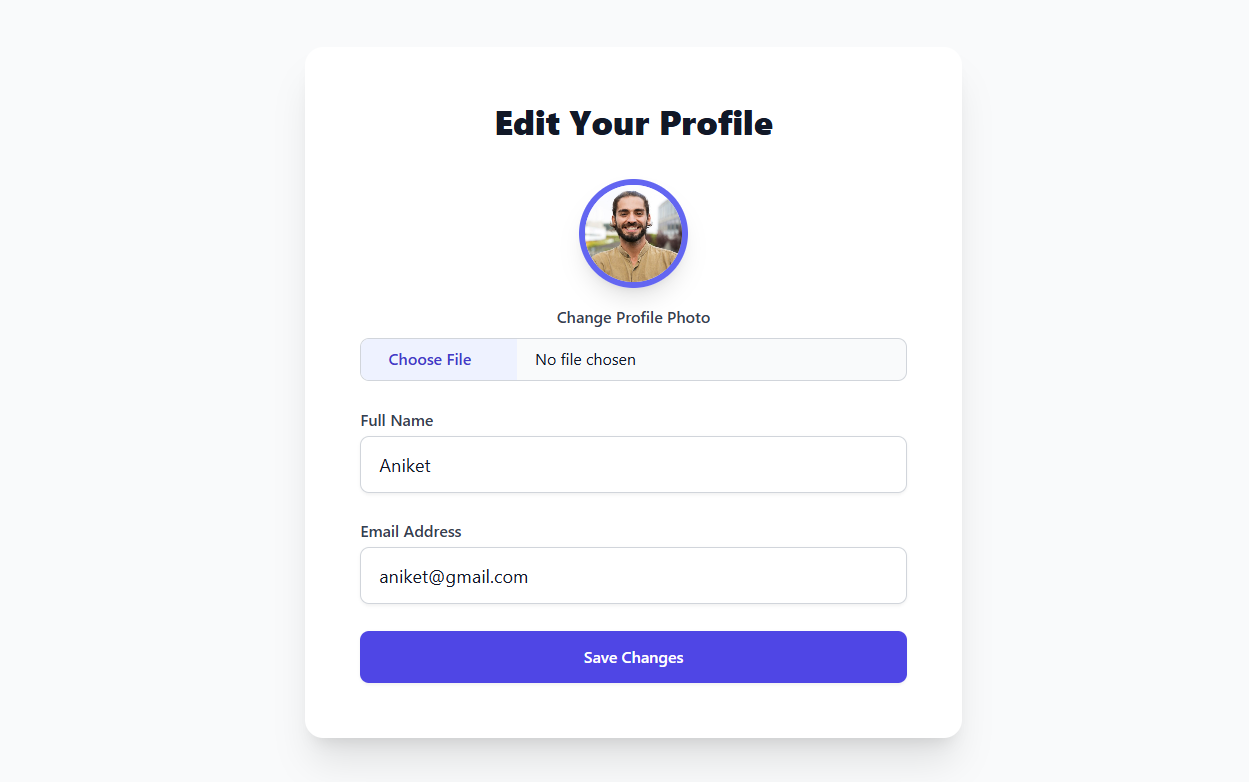 Edit Your Profile
Change Profile Photo
Choose File No file chosen
Full Name
Aniket
Email Address
aniket@gmail.com
Save Changes